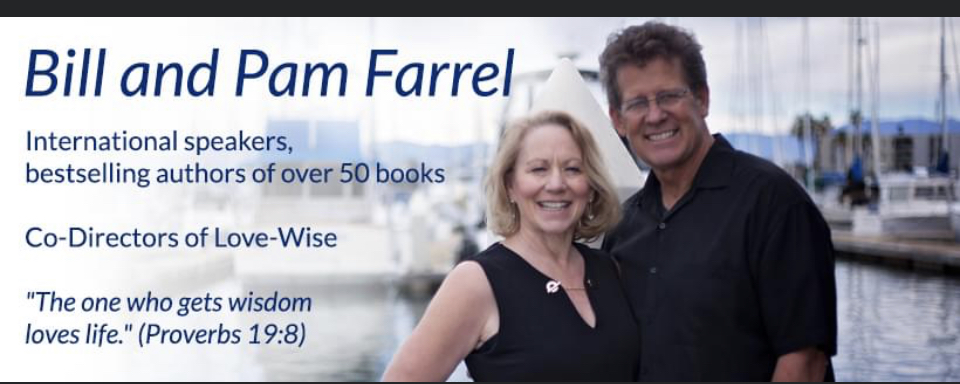 Bill and Pam Farrel
International speakers,
bestselling authors of over 50 books
Co-Directors of Love-Wise
"The one who gets wisdom
loves life." (Proverbs 19:8)